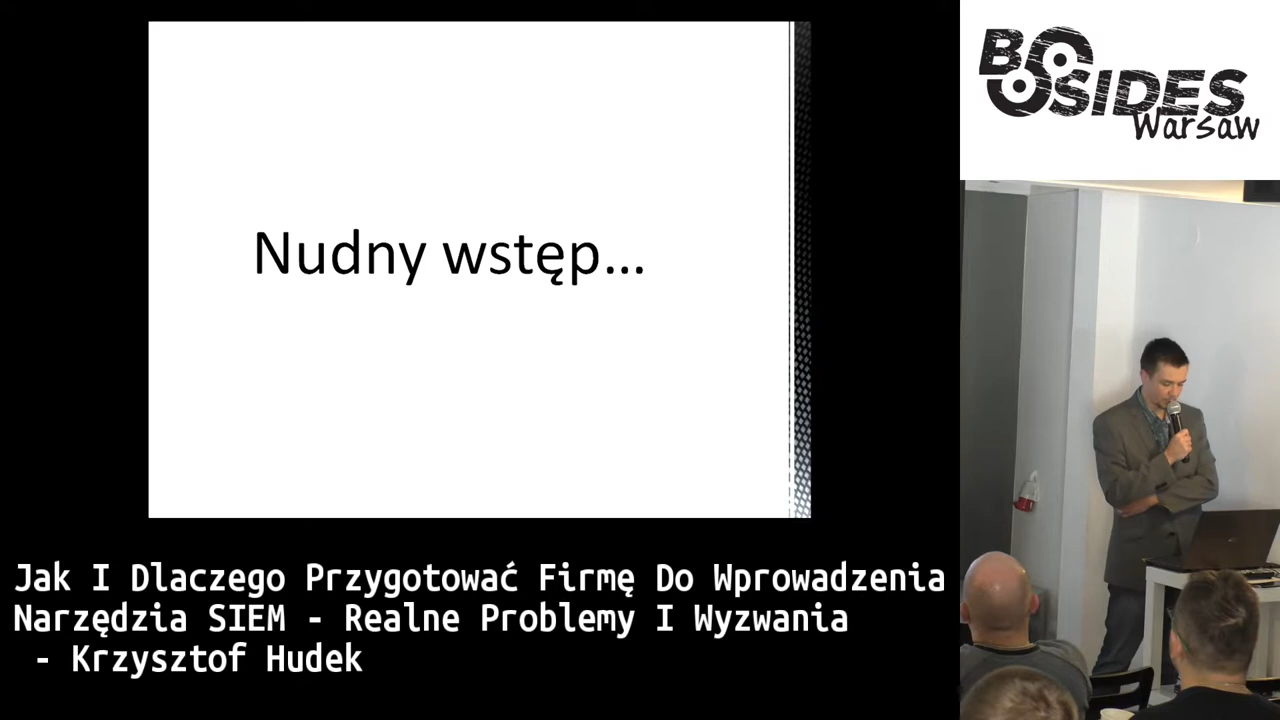 Nudny wstęp...
BSIDES
Warsaw
Jak I Dlaczego Przygotować Firmę Do Wprowadzenia
Narzędzia SIEM - Realne Problemy I Wyzwania
- Krzysztof Hudek